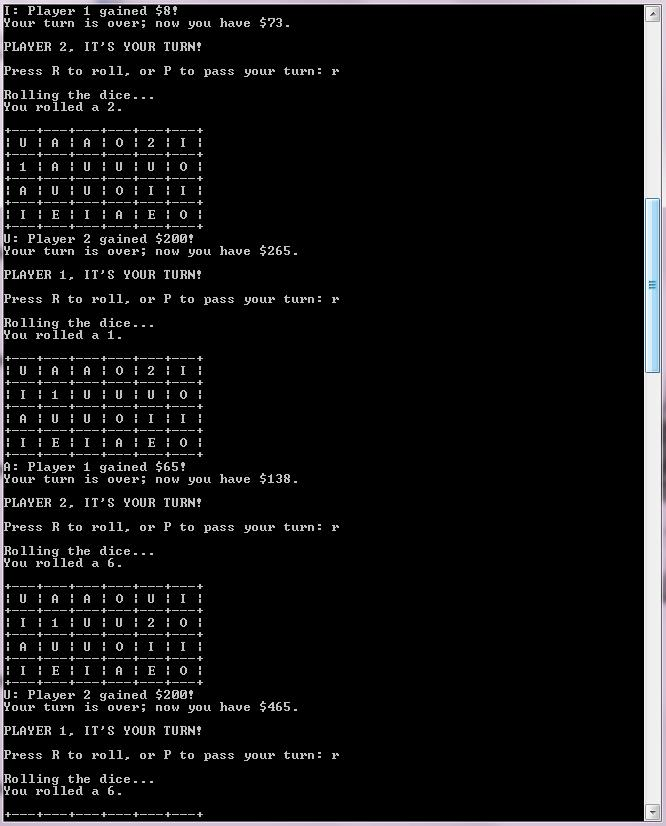 I: Player 1 gained $8!
Your turn is over; now you have $73.
PLAYER 2, IT'S YOUR TURN!
Press R to roll, or P to pass your turn: r
Rolling the dice...
You rolled a 2.
+---+---+---+---+---+---+
¦ U ¦ A ¦ A ¦ O ¦ 2 ¦ I ¦
+---+---+---+---+---+---+
¦ 1 ¦ A ¦ U ¦ U ¦ U ¦ O ¦
+---+---+---+---+---+---+
¦ A ¦ U ¦ U ¦ O ¦ I ¦ I ¦
+---+---+---+---+---+---+
¦ I ¦ E ¦ I ¦ A ¦ E ¦ O ¦
+---+---+---+---+---+---+
U: Player 2 gained $200!
Your turn is over; now you have $265.
PLAYER 1, IT'S YOUR TURN!
Press R to roll, or P to pass your turn: r
Rolling the dice...
You rolled a 1.
+---+---+---+---+---+---+
¦ U ¦ A ¦ A ¦ O ¦ 2 ¦ I ¦
+---+---+---+---+---+---+
¦ I ¦ 1 ¦ U ¦ U ¦ U ¦ O ¦
+---+---+---+---+---+---+
¦ A ¦ U ¦ U ¦ O ¦ I ¦ I ¦
+---+---+---+---+---+---+
¦ I ¦ E ¦ I ¦ A ¦ E ¦ O ¦
+---+---+---+---+---+---+
A: Player 1 gained $65!
Your turn is over; now you have $138.
PLAYER 2, IT'S YOUR TURN!
Press R to roll, or P to pass your turn: r
Rolling the dice...
You rolled a 6.
+---+---+---+---+---+---+
¦ U ¦ A ¦ A ¦ O ¦ U ¦ I ¦
+---+---+---+---+---+---+
¦ I ¦ 1 ¦ U ¦ U ¦ 2 ¦ O ¦
+---+---+---+---+---+---+
¦ A ¦ U ¦ U ¦ O ¦ I ¦ I ¦
+---+---+---+---+---+---+
¦ I ¦ E ¦ I ¦ A ¦ E ¦ O ¦
+---+---+---+---+---+---+
U: Player 2 gained $200!
Your turn is over; now you have $465.
PLAYER 1, IT'S YOUR TURN!
Press R to roll, or P to pass your turn: r
Rolling the dice...
You rolled a 6.
+---+---+---+---+---+---+